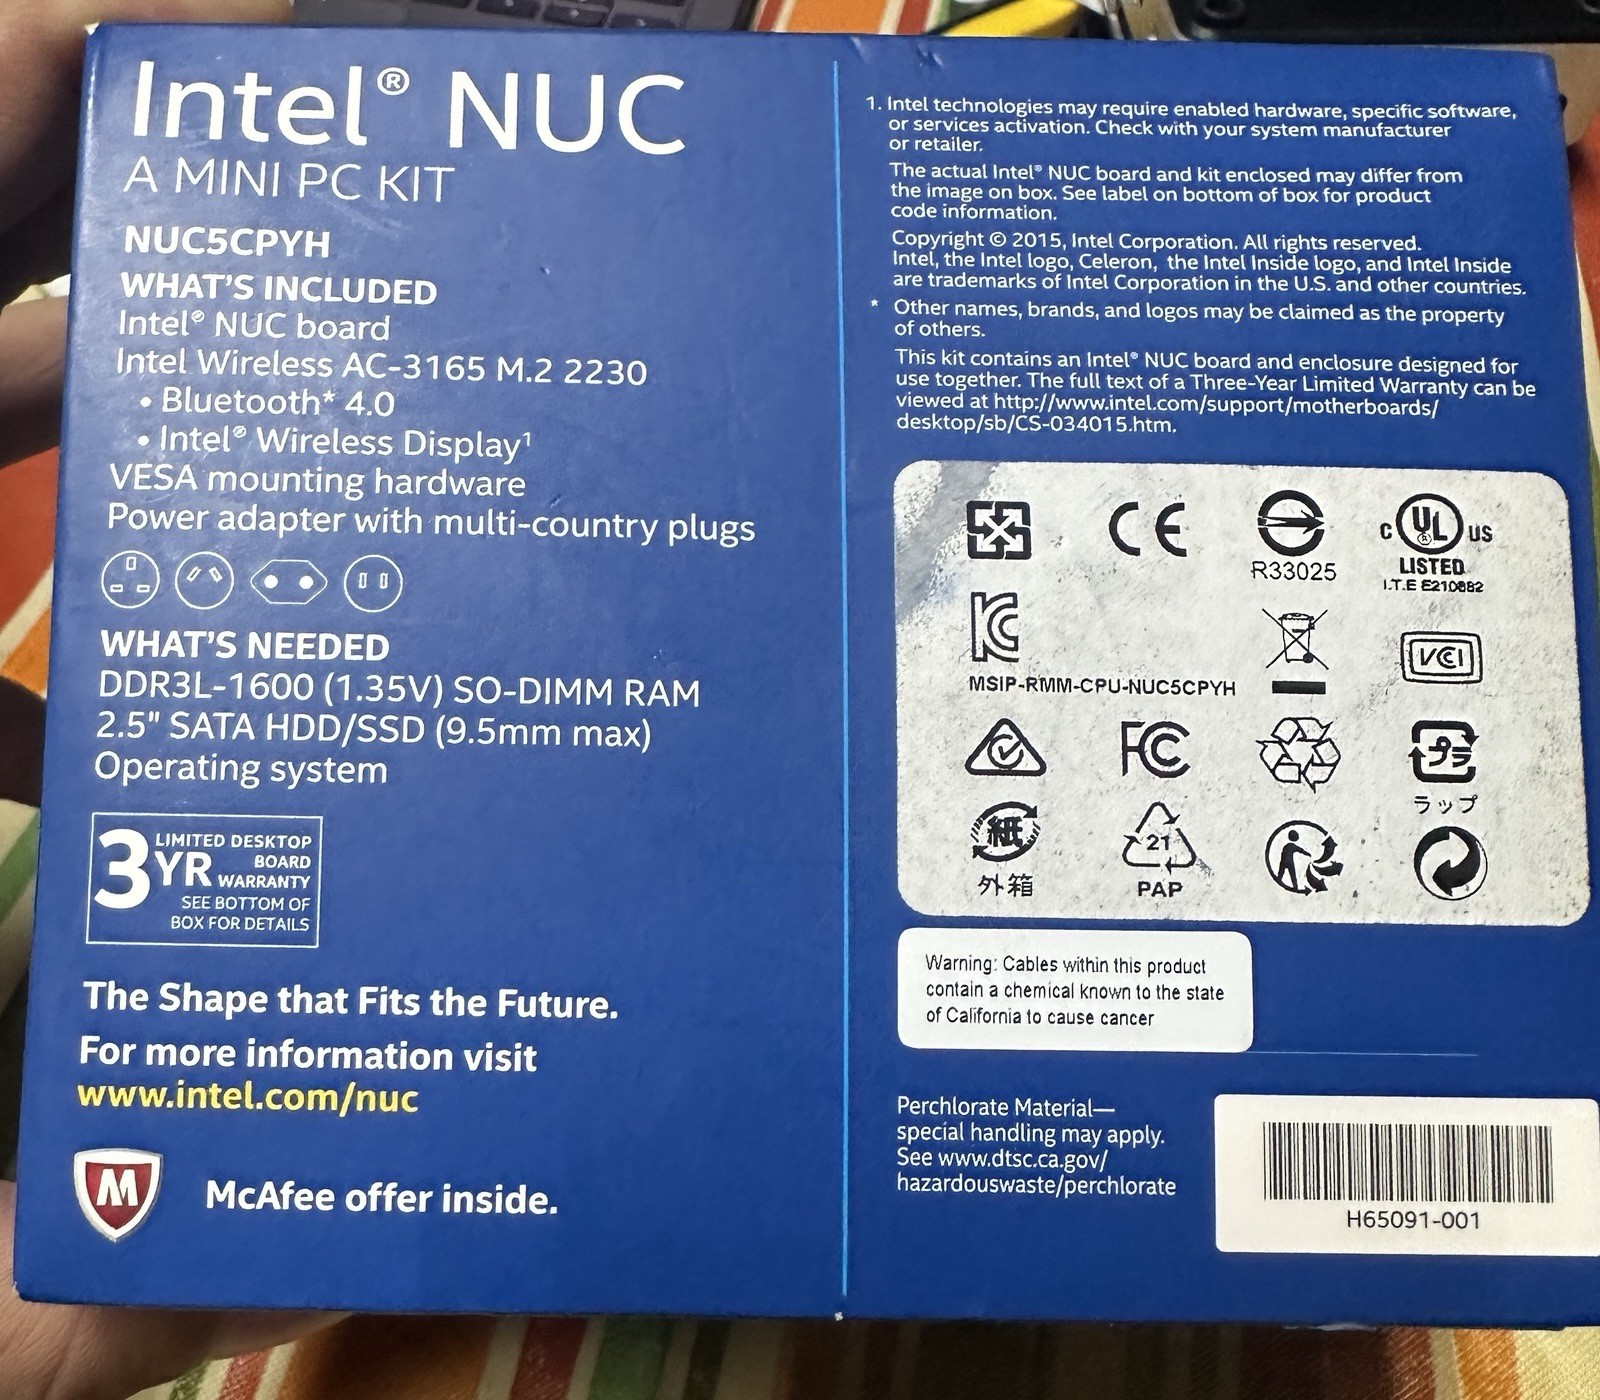 Intel® NUC
A MINI PC KIT
NUC5CPYH
WHAT'S INCLUDED
Intel® NUC board
Intel Wireless AC-3165 M.2 2230
• Bluetooth* 4.0
• Intel® Wireless Display¹
VESA mounting hardware
Power adapter with multi-country plugs
WHAT'S NEEDED
DDR3L-1600 (1.35V) SO-DIMM RAM
2.5" SATA HDD/SSD (9.5mm max)
Operating system
3YR
LIMITED DESKTOP
BOARD
WARRANTY
SEE BOTTOM OF
BOX FOR DETAILS
The Shape that Fits the Future.
For more information visit
www.intel.com/nuc
M
McAfee offer inside.
1. Intel technologies may require enabled hardware, specific software,
or services activation. Check with your system manufacturer
or retailer.
The actual Intel® NUC board and kit enclosed may differ from
the image on box. See label on bottom of box for product
code information.
Copyright © 2015, Intel Corporation. All rights reserved.
Intel, the Intel logo, Celeron, the Intel Inside logo, and Intel Inside
are trademarks of Intel Corporation in the U.S. and other countries.
* Other names, brands, and logos may be claimed as the property
of others.
This kit contains an Intel® NUC board and enclosure designed for
use together. The full text of a Three-Year Limited Warranty can be
viewed at http://www.intel.com/support/motherboards/
desktop/sb/CS-034015.htm.
CE
R33025
c UL® US
LISTED
I.T.E E210882
KC
MSIP-RMM-CPU-NUC5CPYH
VCI
FC
プラ
ラップ
紙
外箱
21
PAP
Warning: Cables within this product
contain a chemical known to the state
of California to cause cancer
Perchlorate Material—
special handling may apply.
See www.dtsc.ca.gov/
hazardouswaste/perchlorate
H65091-001